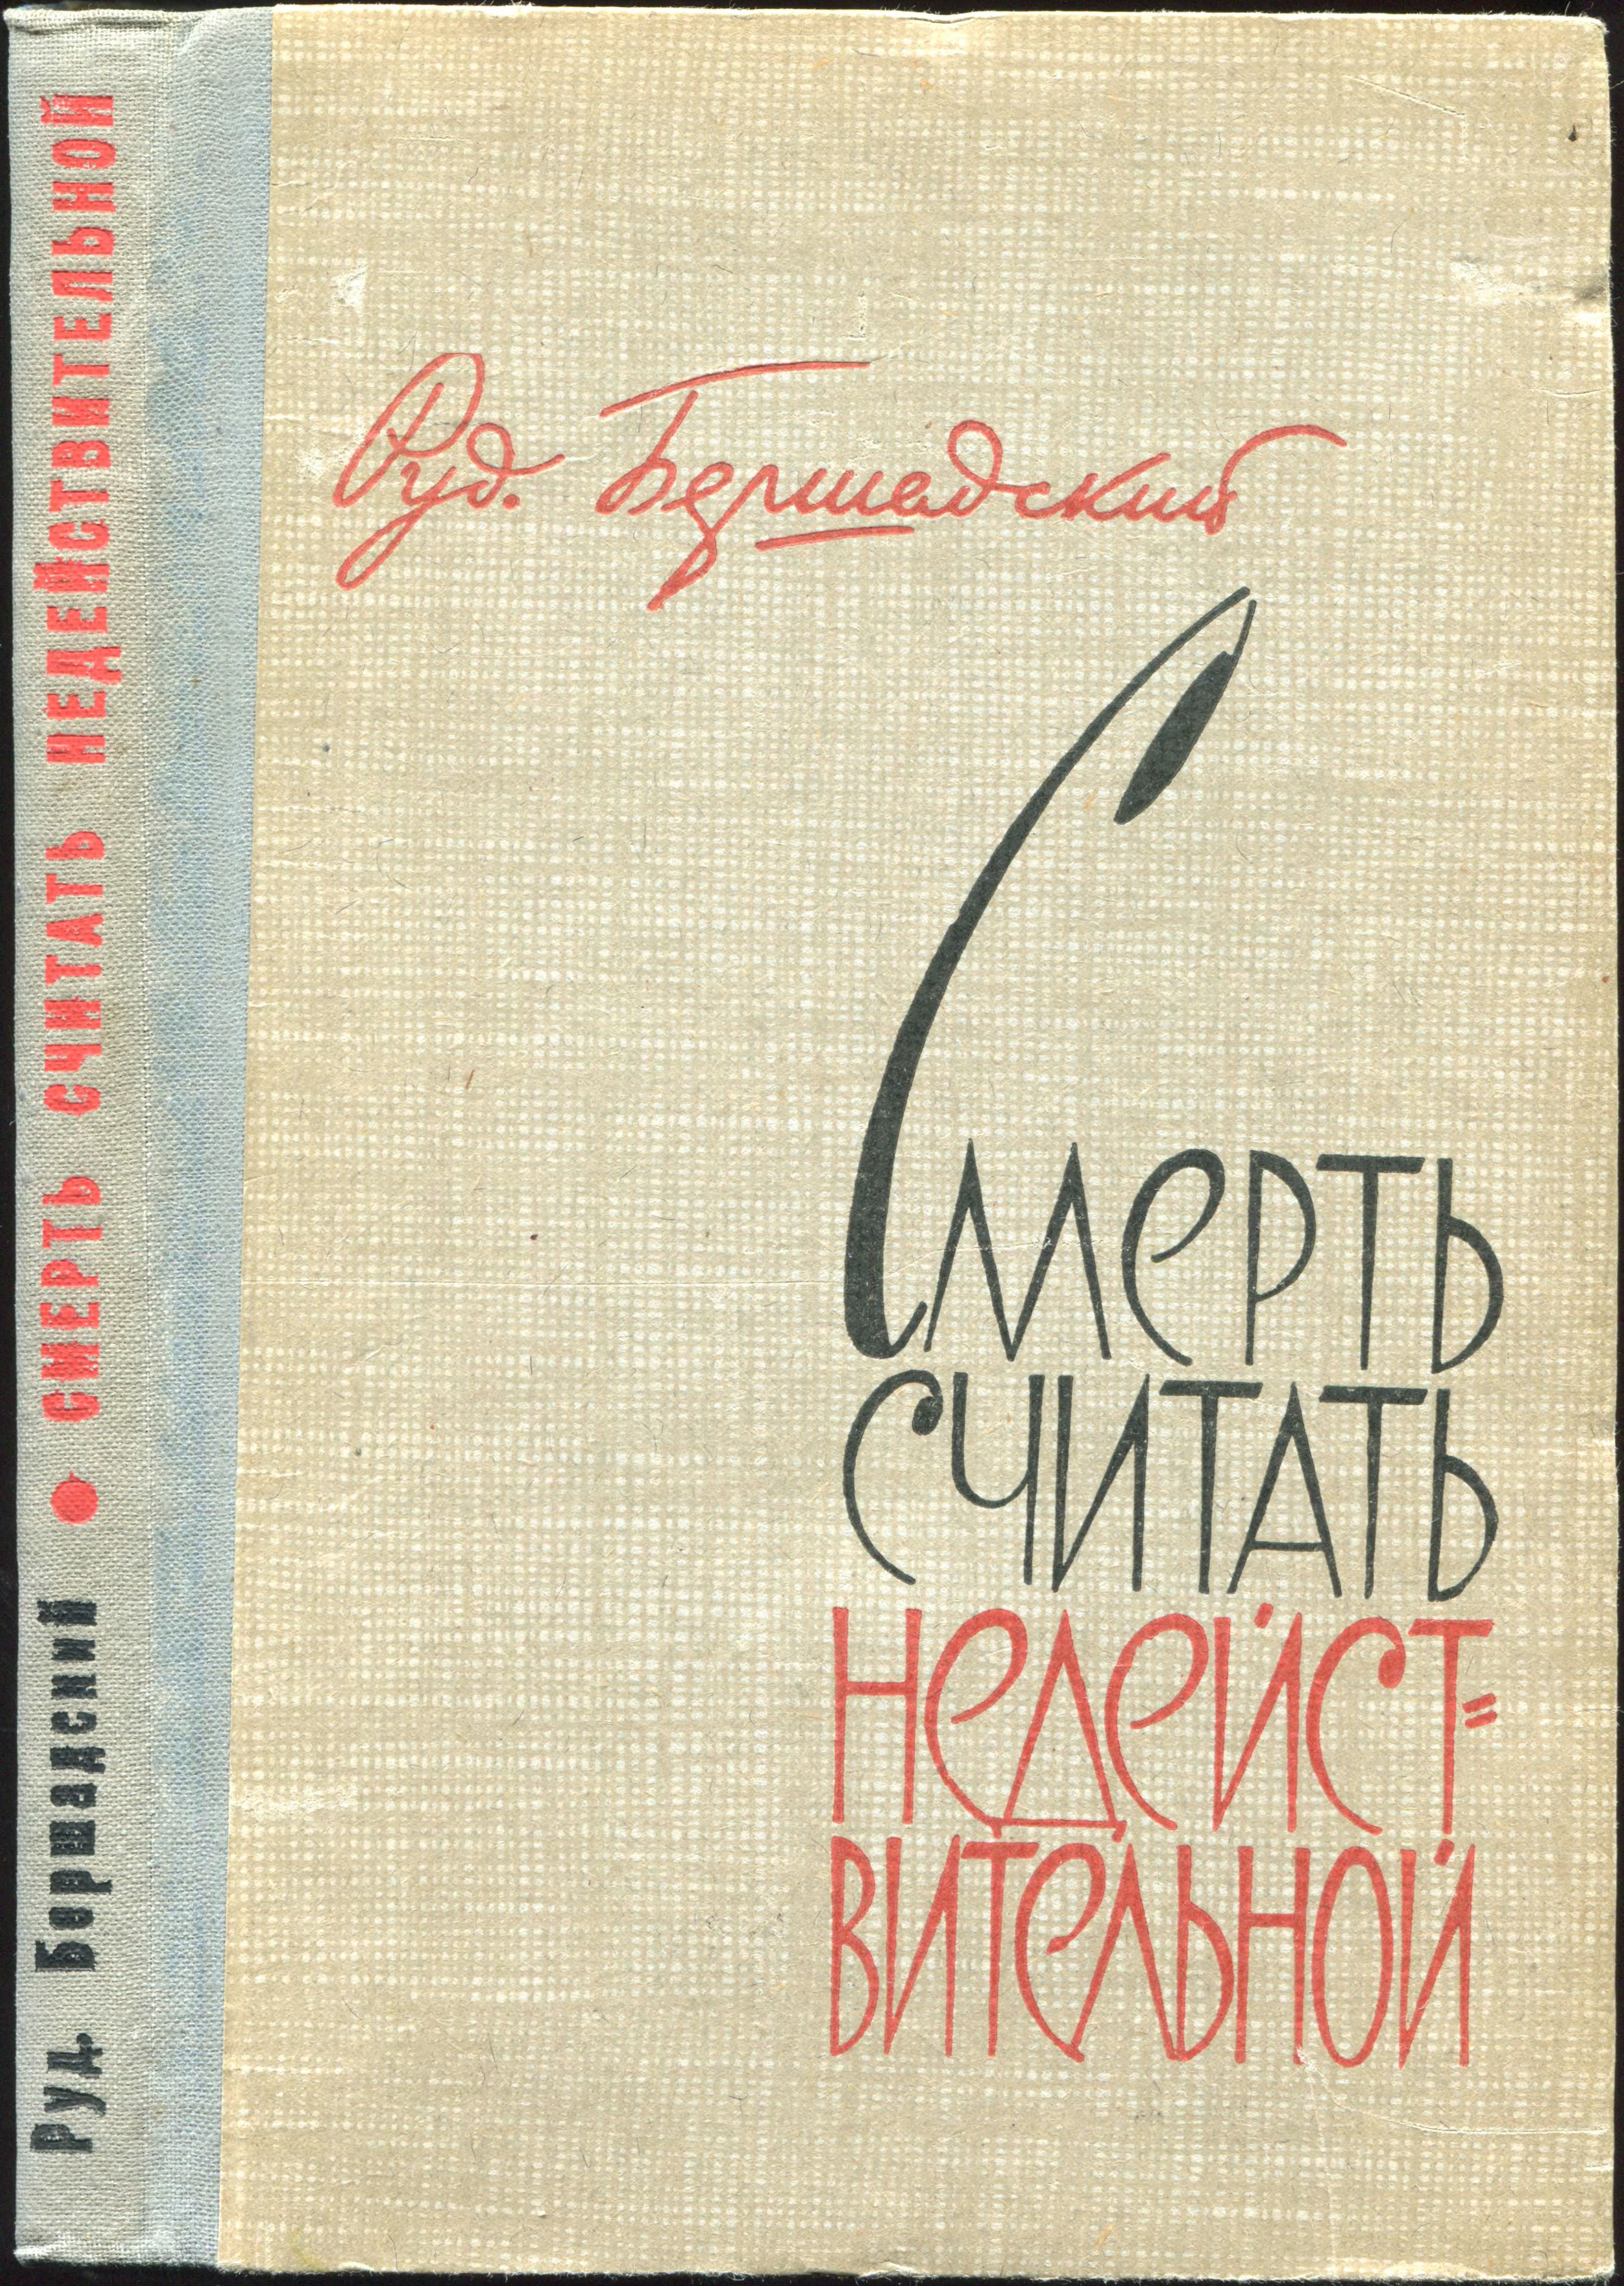 Руд. Бершадский • СМЕРТЬ СЧИТАТЬ НЕДЕЙСТВИТЕЛЬНОЙ
Руд. Бершадский
Смерть
считать
недейст=
вительной